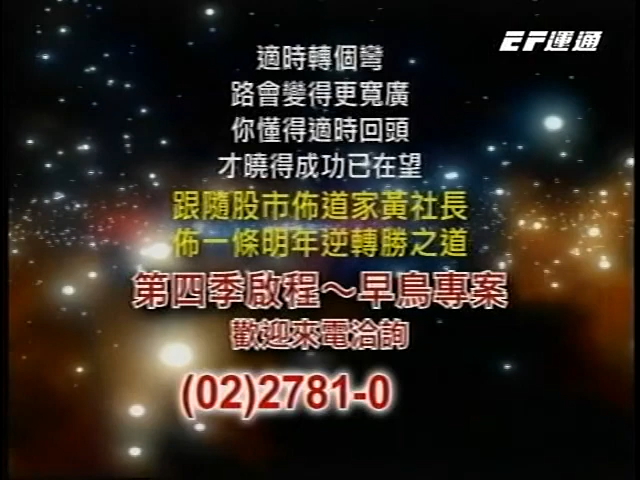 EF運通
適時轉個彎
路會變得更寬廣
你懂得適時回頭
才曉得成功已在望
跟隨股市佈道家黃社長
佈一條明年逆轉勝之道
第四季啟程～早鳥專案
歡迎來電洽詢
(02)2781-0